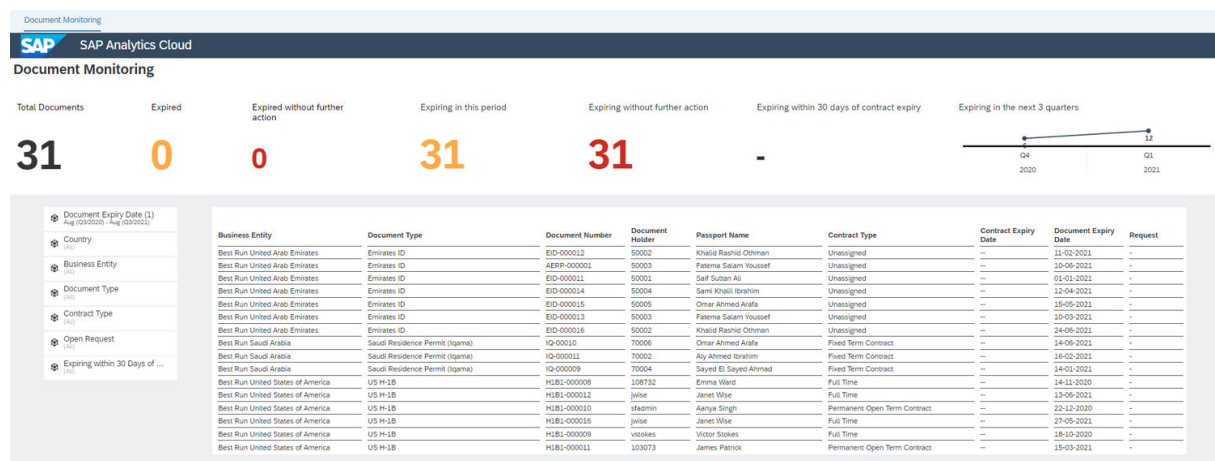 Document Monitoring
SAP SAP Analytics Cloud
Document Monitoring
Total Documents Expired Expired without further action Expiring in this period Expiring without further action Expiring within 30 days of contract expiry Expiring in the next 3 quarters
31 0 0 31 31 -
12
Q4 Q1
2020 2021
Document Expiry Date (1)
Aug (Q3/2020) - Aug (Q3/2021)
Country
(All)
Business Entity
(All)
Document Type
(All)
Contract Type
(All)
Open Request
(All)
Expiring within 30 Days of ...
(All)
Business Entity Document Type Document Number Document Holder Passport Name Contract Type Contract Expiry Date Document Expiry Date Request
Best Run United Arab Emirates Emirates ID EID-000012 50002 Khalid Rashid Othman Unassigned -- 11-02-2021 -
Best Run United Arab Emirates Emirates ID AERP-000001 50003 Fatema Salam Youssef Unassigned -- 10-06-2021 -
Best Run United Arab Emirates Emirates ID EID-000011 50001 Saif Sultan Ali Unassigned -- 01-01-2021 -
Best Run United Arab Emirates Emirates ID EID-000014 50004 Sami Khalil Ibrahim Unassigned -- 12-04-2021 -
Best Run United Arab Emirates Emirates ID EID-000015 50005 Omar Ahmed Arafa Unassigned -- 15-05-2021 -
Best Run United Arab Emirates Emirates ID EID-000013 50003 Fatema Salam Youssef Unassigned -- 10-03-2021 -
Best Run United Arab Emirates Emirates ID EID-000016 50002 Khalid Rashid Othman Unassigned -- 24-06-2021 -
Best Run Saudi Arabia Saudi Residence Permit (Iqama) IQ-00010 70006 Omar Ahmed Arafa Fixed Term Contract -- 14-06-2021 -
Best Run Saudi Arabia Saudi Residence Permit (Iqama) IQ-000011 70002 Aly Ahmed Ibrahim Fixed Term Contract -- 16-02-2021 -
Best Run Saudi Arabia Saudi Residence Permit (Iqama) IQ-000009 70004 Sayed El Sayed Ahmad Fixed Term Contract -- 14-01-2021 -
Best Run United States of America US H-1B H1B1-000008 108732 Emma Ward Full Time -- 14-11-2020 -
Best Run United States of America US H-1B H1B1-000012 jwise Janet Wise Full Time -- 13-06-2021 -
Best Run United States of America US H-1B H1B1-000010 sfadmin Aanya Singh Permanent Open Term Contract -- 22-12-2020 -
Best Run United States of America US H-1B H1B1-000016 jwise Janet Wise Full Time -- 27-05-2021 -
Best Run United States of America US H-1B H1B1-000009 vstokes Victor Stokes Full Time -- 18-10-2020 -
Best Run United States of America US H-1B H1B1-000011 103073 James Patrick Permanent Open Term Contract -- 15-03-2021 -